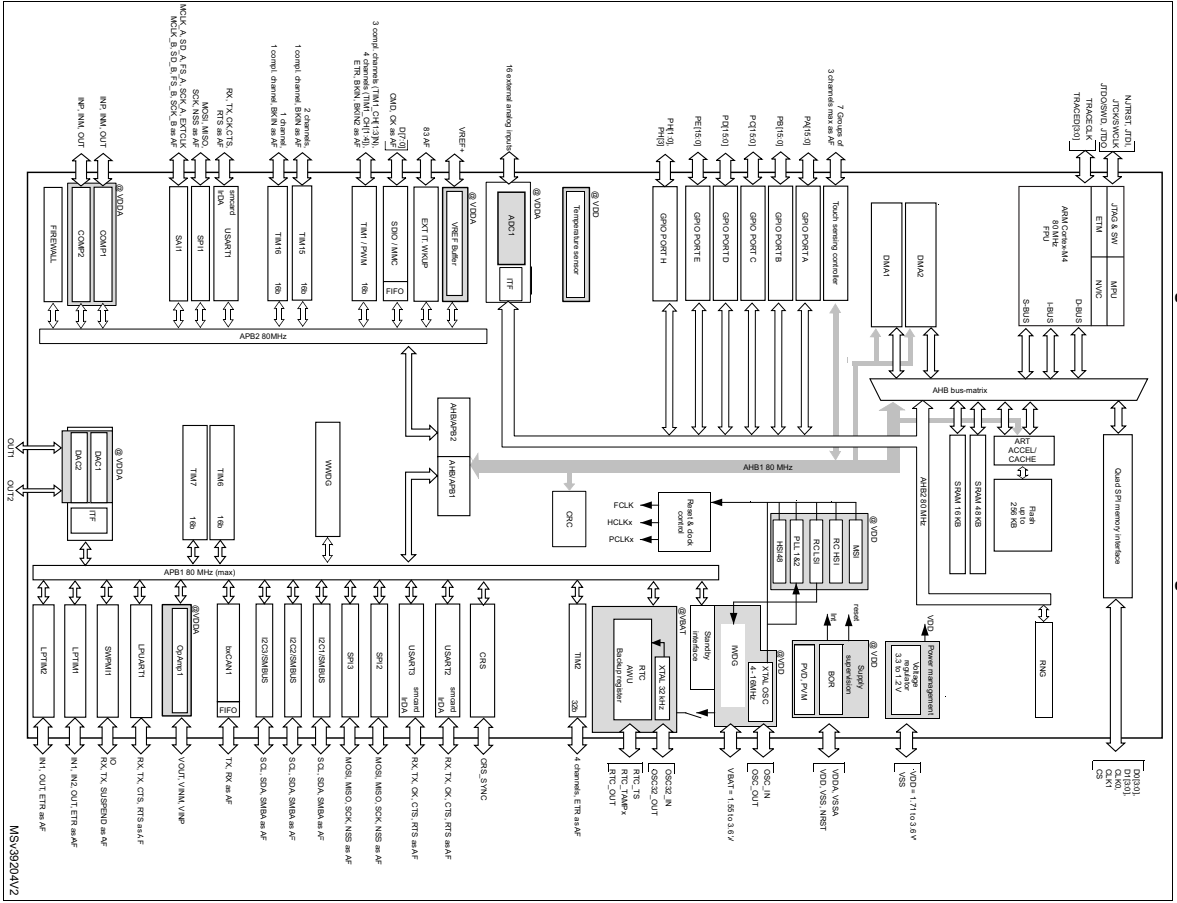 NJTRST, JTDI,
JTCK/SWCLK
JTDO/SWD, JTDO
TRACECLK
TRACED[3:0]
JTAG & SW
MPU
ETM
NVIC
ARM Cortex-M4
80 MHz
FPU
D-BUS
I-BUS
S-BUS
DMA2
DMA1
AHB bus-matrix
ART
ACCEL/
CACHE
Flash
up to
256 KB
SRAM 48 KB
SRAM 16 KB
Quad SPI memory interface
D0[3:0],
D1[3:0],
CLK0,
CLK1
CS
AHB2 80 MHz
AHB1 80 MHz
RNG
7 Groups of
3 channels max as AF
Touch sensing controller
PA[15:0]
GPIO PORT A
PB[15:0]
GPIO PORT B
PC[15:0]
GPIO PORT C
PD[15:0]
GPIO PORT D
PE[15:0]
GPIO PORT E
PH[1:0],
PH[3]
GPIO PORT H
@ VDD
Temperature sensor
16 external analog inputs
@ VDDA
ADC1
ITF
VREF+
@ VDDA
VREF Buffer
83 AF
EXT IT. WKUP
D[7:0]
CMD, CK as AF
SDIO / MMC
FIFO
3 compl. channels (TIM1_CH[1:3]N),
4 channels (TIM1_CH[1:4]),
ETR, BKIN, BKIN2 as AF
TIM1 / PWM
16b
2 channels,
1 compl. channel, BKIN as AF
TIM15
16b
1 channel,
1 compl. channel, BKIN as AF
TIM16
16b
RX, TX, CK,CTS,
RTS as AF
smcard
IrDA
USART1
MOSI, MISO,
SCK, NSS as AF
SPI1
MCLK_A, SD_A, FS_A, SCK_A, EXTCLK
MCLK_B, SD_B, FS_B, SCK_B as AF
SAI1
@ VDDA
INP, INM, OUT
COMP1
INP, INM, OUT
COMP2
FIREWALL
APB2 80MHz
AHB/APB2
AHB/APB1
CRC
FCLK
HCLKx
PCLKx
Reset & clock
control
@ VDD
MSI
RC HSI
RC LSI
PLL 1&2
HSI48
Power management
Voltage
regulator
3.3 to 1.2 V
VDD
VDD = 1.71 to 3.6 V
VSS
@ VDD
Supply
supervision
reset
Int
BOR
PVD, PVM
VDDA, VSSA
VDD, VSS, NRST
@VDD
XTAL OSC
4- 16MHz
IWDG
OSC_IN
OSC_OUT
Standby
interface
VBAT = 1.55 to 3.6 V
@VBAT
XTAL 32 kHz
RTC
AWU
Backup register
OSC32_IN
OSC32_OUT
RTC_TS
RTC_TAMPx
RTC_OUT
WWDG
TIM6
16b
TIM7
16b
@ VDDA
DAC1
DAC2
ITF
OUT1
OUT2
APB1 80 MHz (max)
TIM2
32b
4 channels, ETR as AF
CRS
CRS_SYNC
USART2
smcard
IrDA
RX, TX, CK, CTS, RTS as AF
USART3
smcard
IrDA
RX, TX, CK, CTS, RTS as AF
SPI2
MOSI, MISO, SCK, NSS as AF
SPI3
MOSI, MISO, SCK, NSS as AF
I2C1/SMBUS
SCL, SDA, SMBA as AF
I2C2/SMBUS
SCL, SDA, SMBA as AF
I2C3/SMBUS
SCL, SDA, SMBA as AF
bxCAN1
FIFO
TX, RX as AF
@VDDA
OpAmp1
VOUT, VINM, VINP
LPUART1
RX, TX, CTS, RTS as AF
SWPMI1
IO
RX, TX, SUSPEND as AF
LPTIM1
IN1, IN2, OUT, ETR as AF
LPTIM2
IN1, OUT, ETR as AF
MSv39204V2